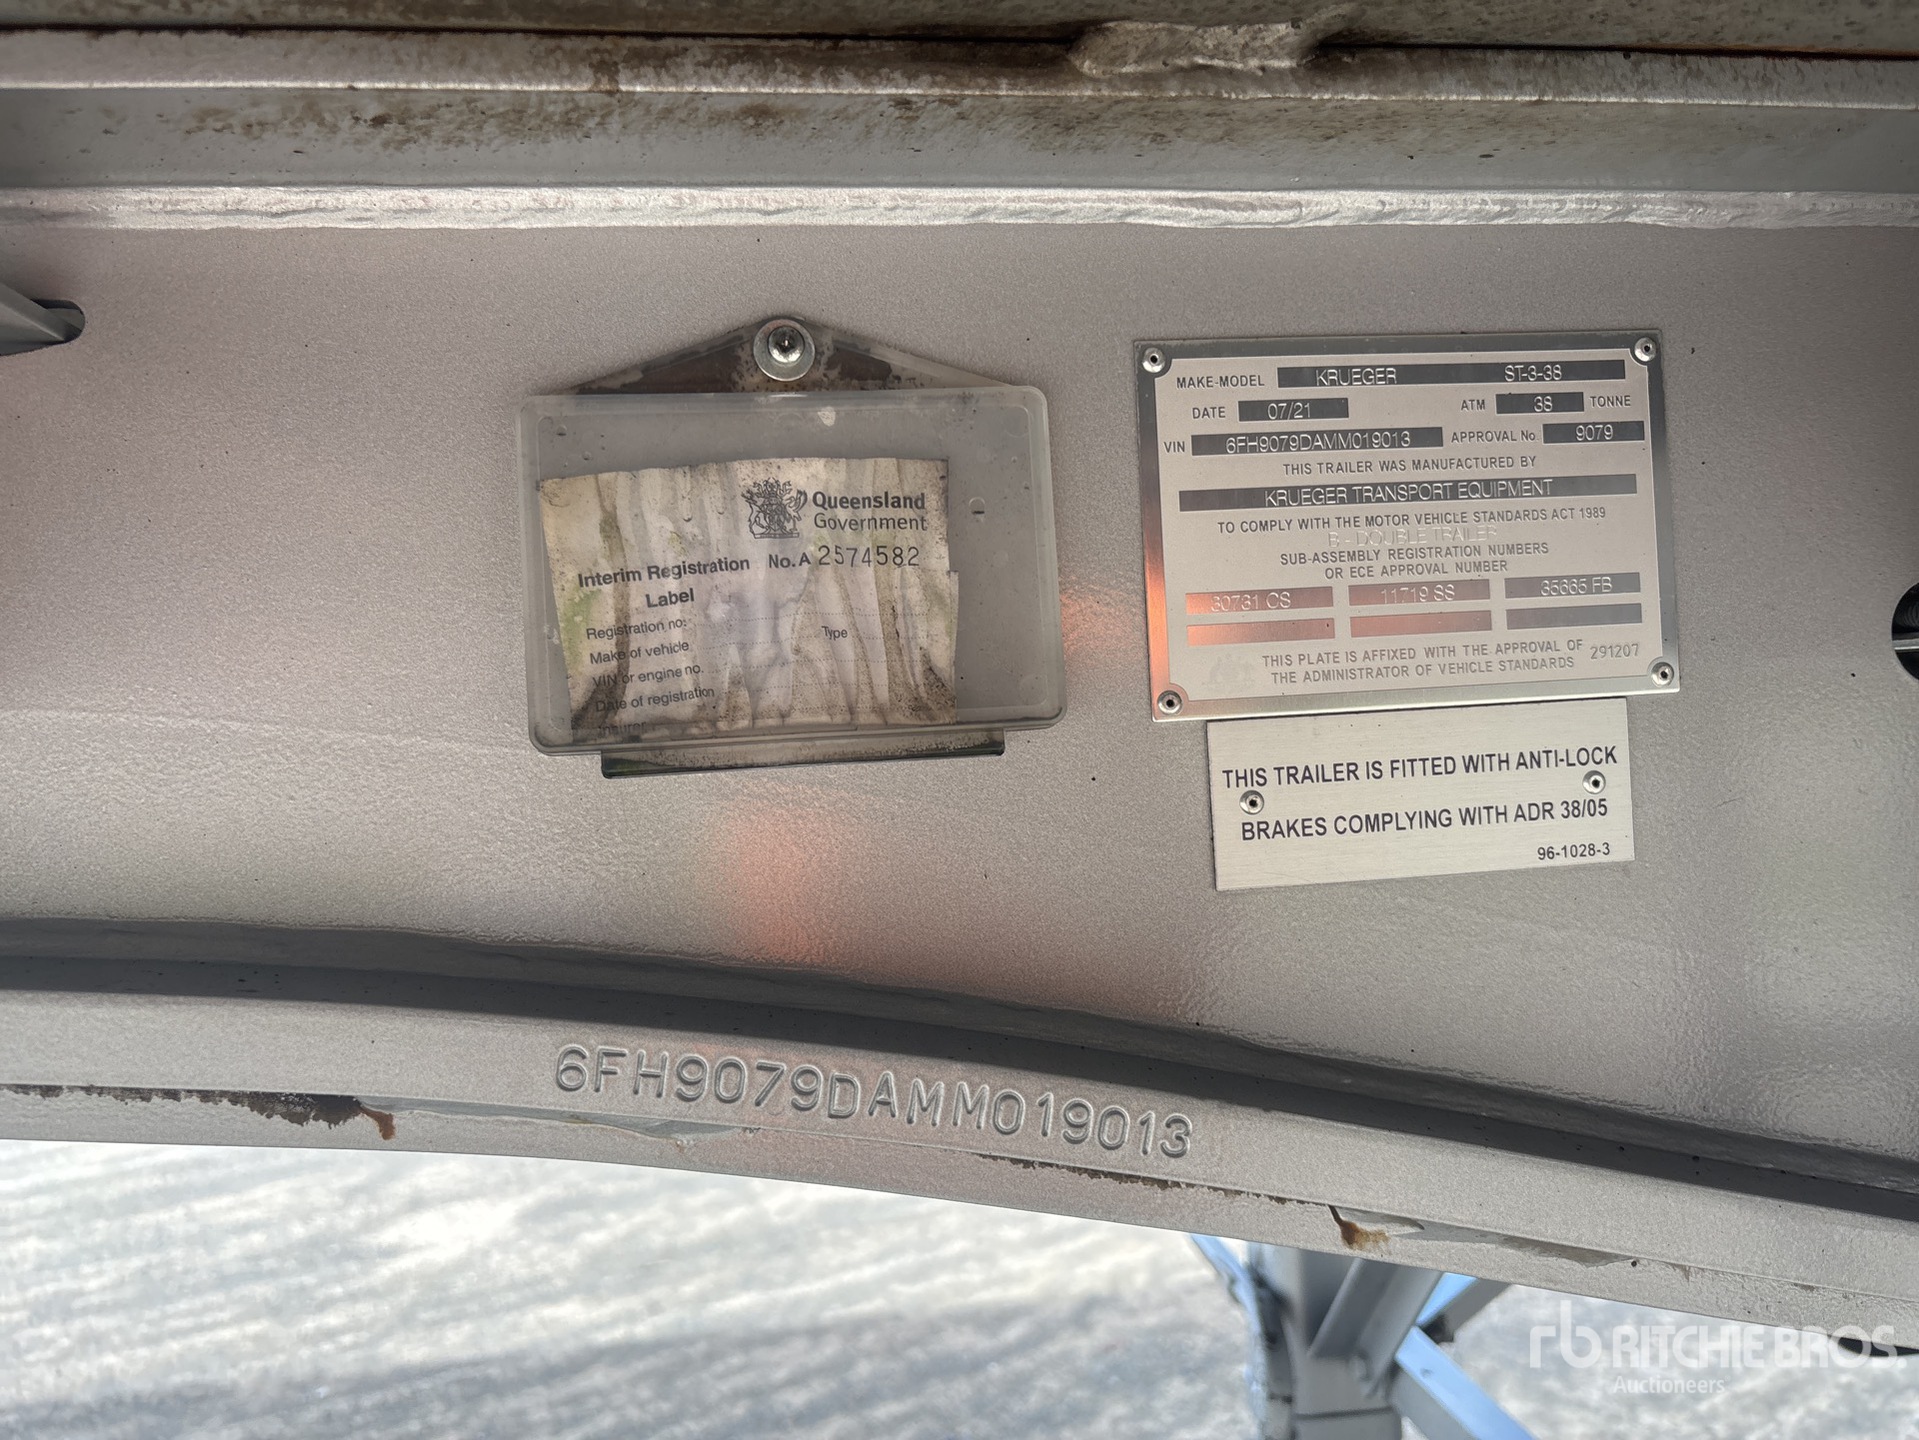 Queensland
Government
Interim Registration No. A 2574582
Label
Registration no:
Make of vehicle Type
VIN or engine no.
Date of registration
Insurer
MAKE-MODEL KRUEGER ST-3-38
DATE 07/21 ATM 38 TONNE
VIN 6FH9079DAMM019013 APPROVAL No 9079
THIS TRAILER WAS MANUFACTURED BY
KRUEGER TRANSPORT EQUIPMENT
TO COMPLY WITH THE MOTOR VEHICLE STANDARDS ACT 1989
B - DOUBLE TRAILER
SUB-ASSEMBLY REGISTRATION NUMBERS
OR ECE APPROVAL NUMBER
30731 CS 11719 SS 35665 FB
THIS PLATE IS AFFIXED WITH THE APPROVAL OF 291207
THE ADMINISTRATOR OF VEHICLE STANDARDS
THIS TRAILER IS FITTED WITH ANTI-LOCK
BRAKES COMPLYING WITH ADR 38/05
96-1028-3
6FH9079DAMM019013
rb RITCHIE BROS.
Auctioneers